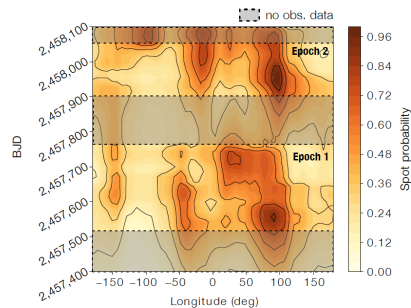 no obs. data
2,458,100
2,458,000
2,457,900
2,457,800
2,457,700
2,457,600
2,457,500
2,457,400
BJD
Epoch 2
Epoch 1
−150 −100 −50 0 50 100 150
Longitude (deg)
0.96
0.84
0.72
0.60
0.48
0.36
0.24
0.12
0.00
Spot probability